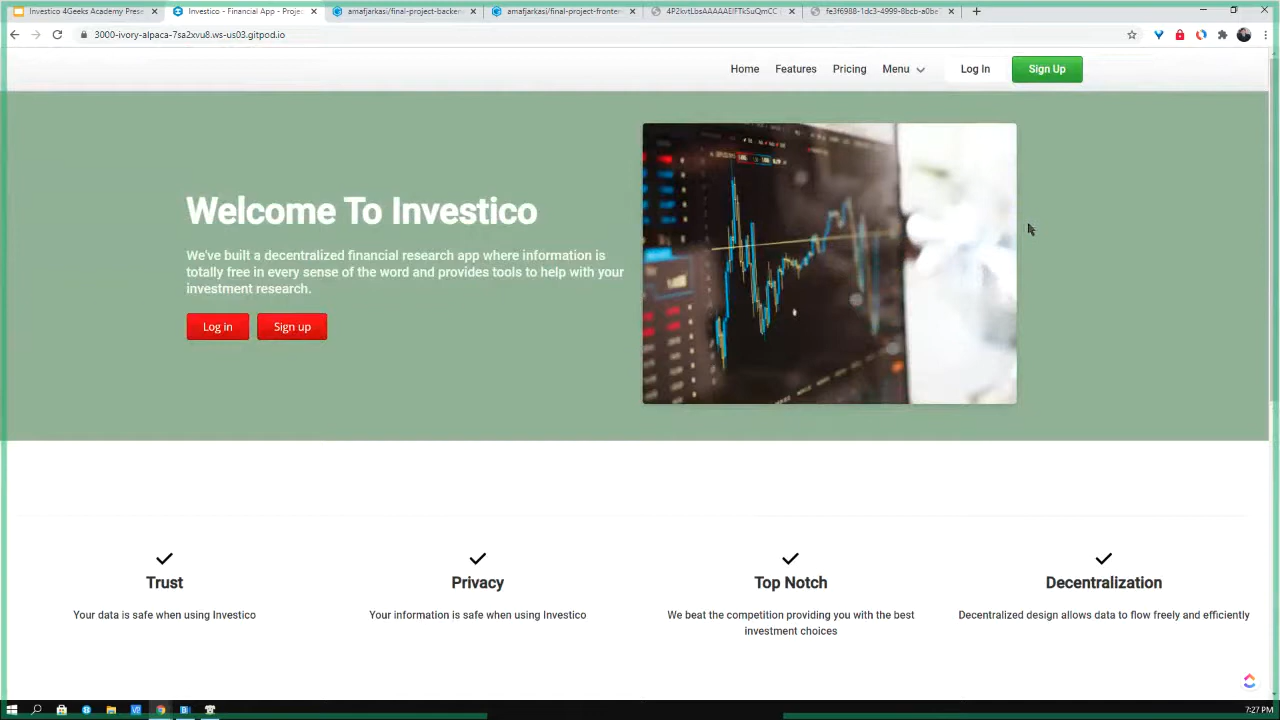 Investico 4Geeks Academy Prese
Investico - Financial App - Projec
amafjarkasi/final-project-backer
amafjarkasi/final-project-fronter
3000-ivory-alpaca-7sa2xvu8.ws-us03.gitpod.io
Home
Features
Pricing
Menu
Log In
Sign Up
Welcome To Investico
We've built a decentralized financial research app where information is
totally free in every sense of the word and provides tools to help with your
investment research.
Log in
Sign up
Trust
Your data is safe when using Investico
Privacy
Your information is safe when using Investico
Top Notch
We beat the competition providing you with the best
investment choices
Decentralization
Decentralized design allows data to flow freely and efficiently
7:27 PM